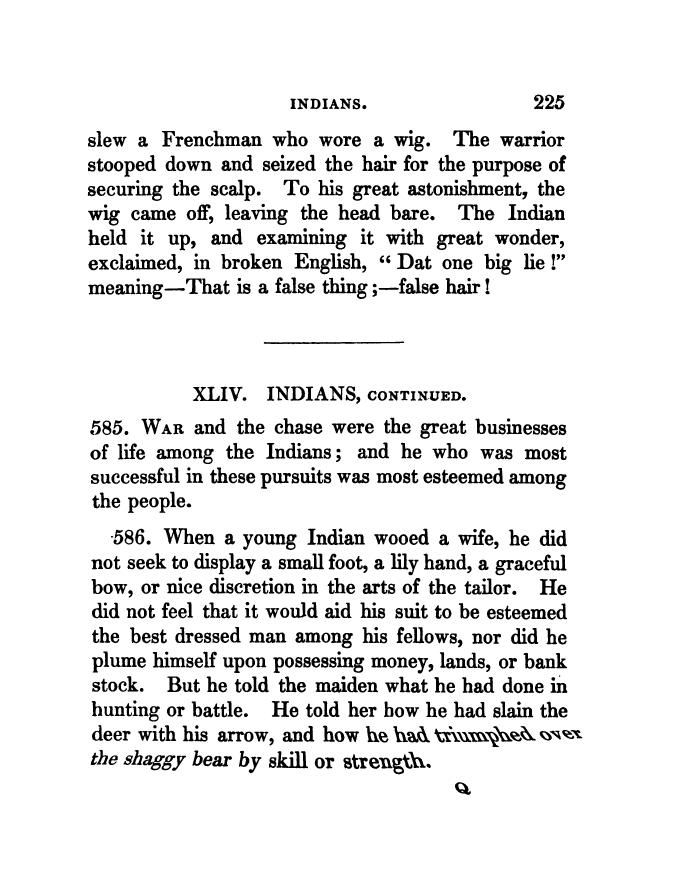 INDIANS. 225
slew a Frenchman who wore a wig. The warrior
stooped down and seized the hair for the purpose of
securing the scalp. To his great astonishment, the
wig came off, leaving the head bare. The Indian
held it up, and examining it with great wonder,
exclaimed, in broken English, “ Dat one big lie !”
meaning—That is a false thing ;—false hair !
XLIV. INDIANS, CONTINUED.
585. WAR and the chase were the great businesses
of life among the Indians ; and he who was most
successful in these pursuits was most esteemed among
the people.
586. When a young Indian wooed a wife, he did
not seek to display a small foot, a lily hand, a graceful
bow, or nice discretion in the arts of the tailor. He
did not feel that it would aid his suit to be esteemed
the best dressed man among his fellows, nor did he
plume himself upon possessing money, lands, or bank
stock. But he told the maiden what he had done in
hunting or battle. He told her how he had slain the
deer with his arrow, and how he had triumphed over
the shaggy bear by skill or strength.
Q